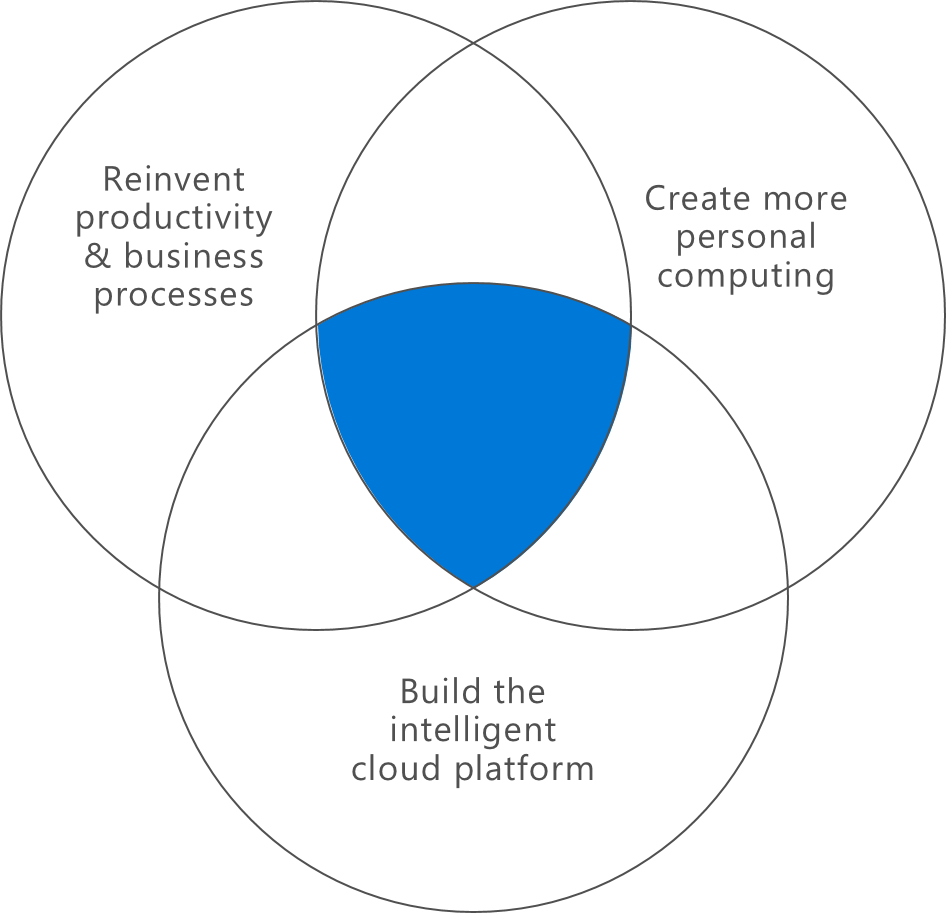 Reinvent
productivity
& business
processes
Create more
personal
computing
Build the
intelligent
cloud platform